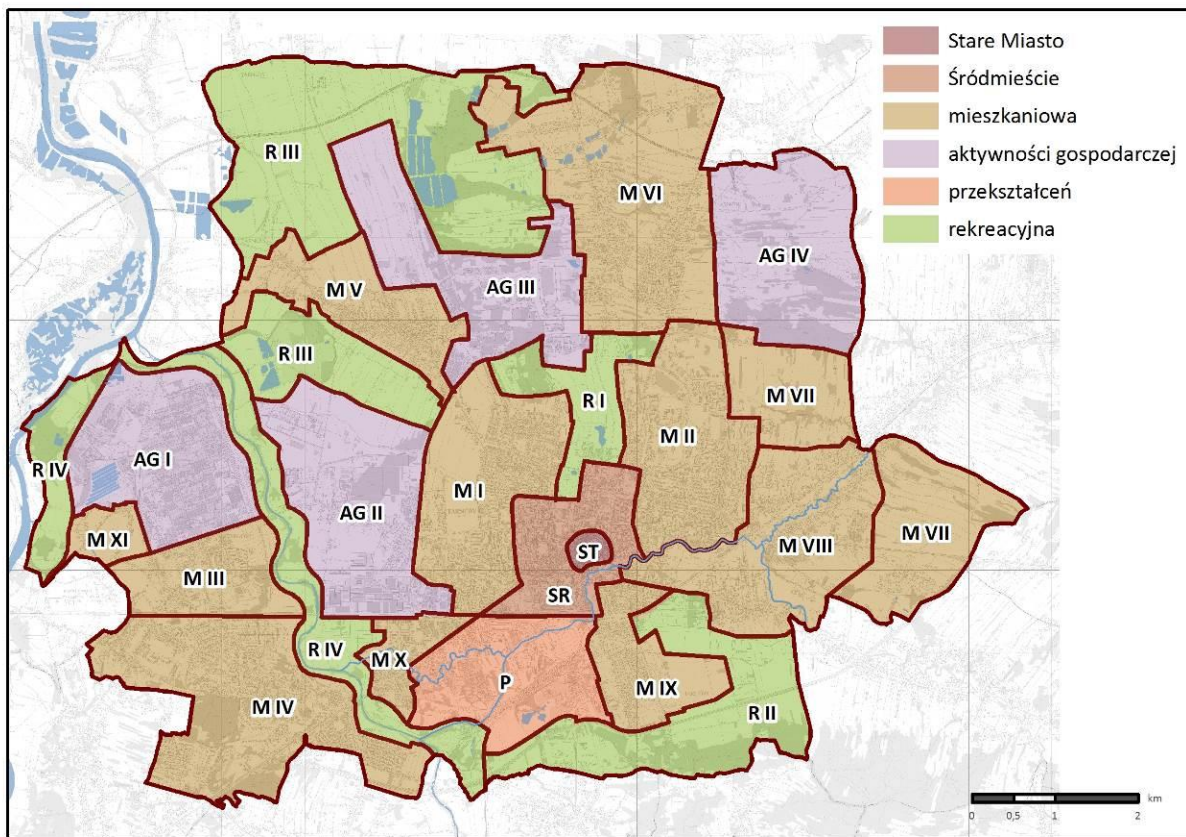 Stare Miasto
Śródmieście
mieszkaniowa
aktywności gospodarczej
przekształceń
rekreacyjna
R III
M VI
AG IV
AG III
M V
R III
R I
M VII
M II
R IV
AG I
M I
AG II
M XI
ST
M VIII
M VII
M III
SR
R IV
M X
P
M IX
M IV
R II
km
0 0,5 1 2